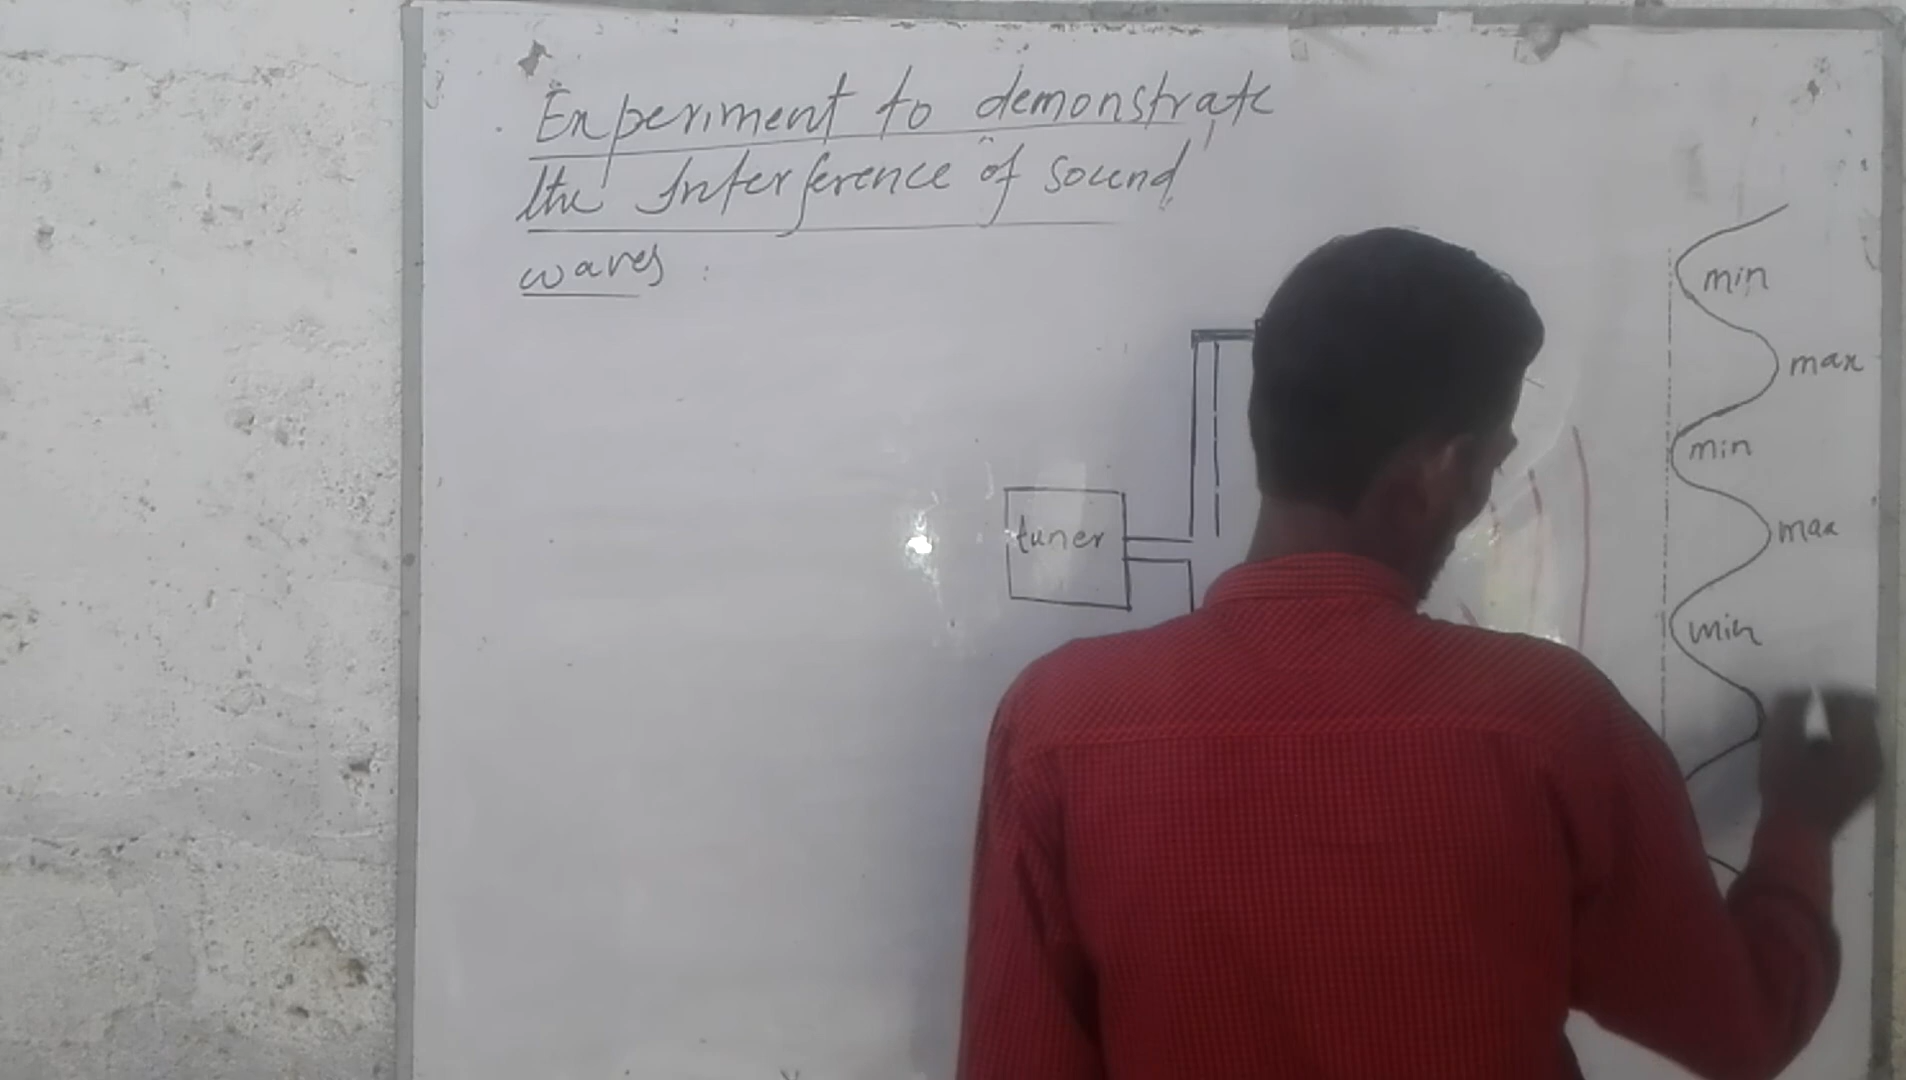 Experiment to demonstrate
the Interference of sound
waves :
min
max
min
tuner
max
min